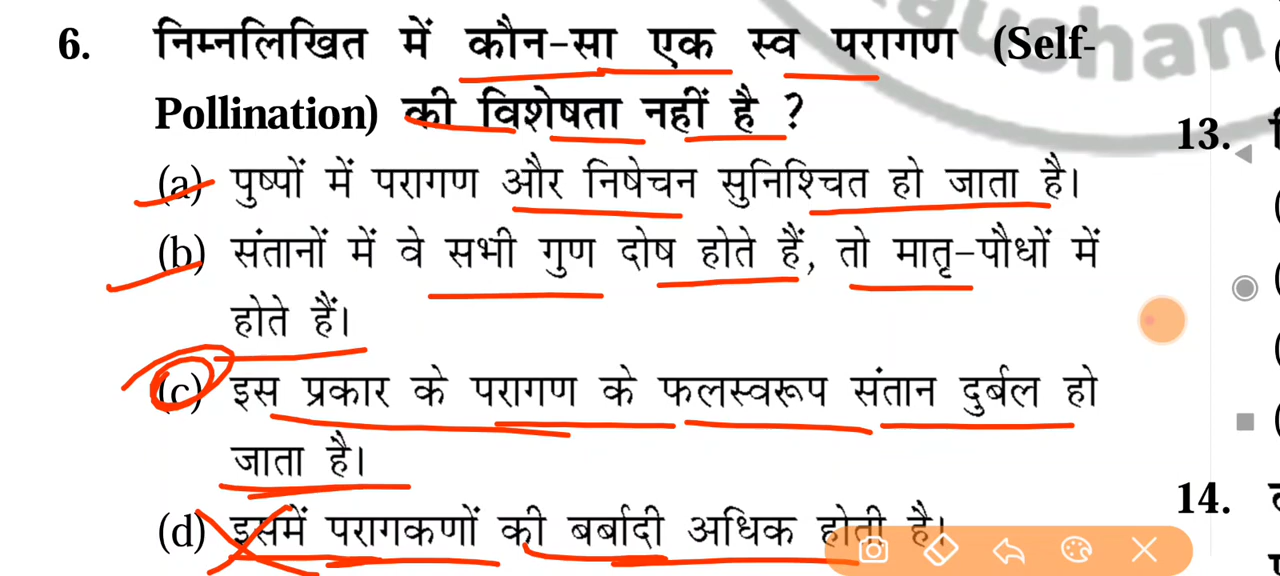 aushan
6. निम्नलिखित में कौन-सा एक स्व परागण (Self-
Pollination) की विशेषता नहीं है ?
(a) पुष्पों में परागण और निषेचन सुनिश्चित हो जाता है।
(b) संतानों में वे सभी गुण दोष होते हैं, तो मातृ-पौधों में
होते हैं।
(c) इस प्रकार के परागण के फलस्वरूप संतान दुर्बल हो
जाता है।
(d) इसमें परागकणों की बर्बादी अधिक होती है।
13.
14.